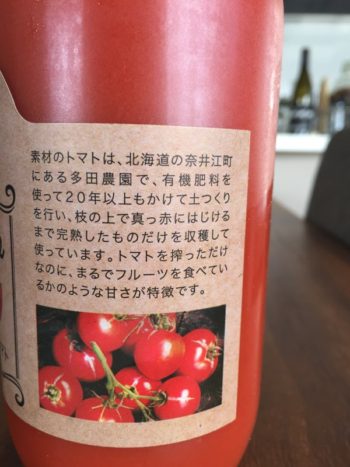 素材のトマトは、北海道の奈井江町
にある多田農園で、有機肥料を
使って20年以上もかけて土づくり
を行い、枝の上で真っ赤にはじける
まで完熟したものだけを収穫して
使っています。トマトを搾っただけ
なのに、まるでフルーツを食べてい
るかのような甘さが特徴です。